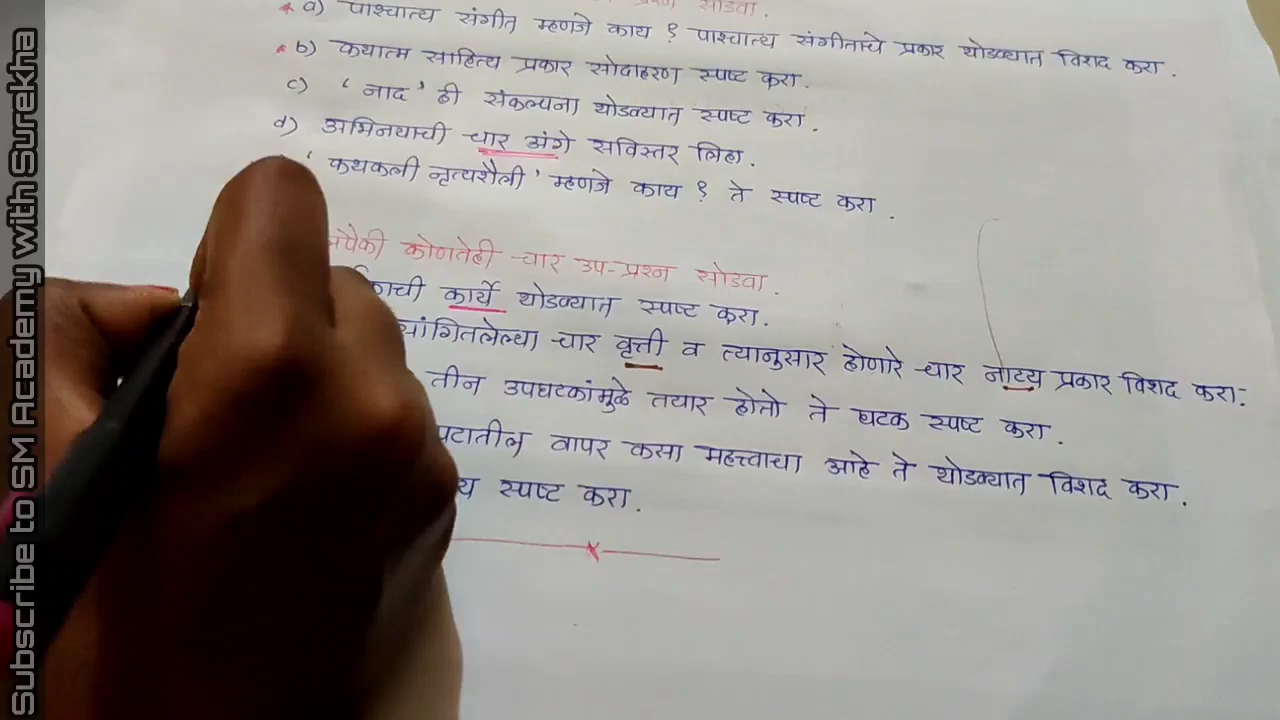 प्रश्न सोडवा.
a) पाश्चात्य संगीत म्हणजे काय ? पाश्चात्य संगीताचे प्रकार थोडक्यात विशद करा.
b) कथात्म साहित्य प्रकार सोदाहरण स्पष्ट करा.
c) 'नाद' ही संकल्पना थोडक्यात स्पष्ट करा.
d) अभिनयाची चार अंगे सविस्तर लिहा.
'कथकली नृत्यशैली' म्हणजे काय ? ते स्पष्ट करा.
कोणतेही चार उप-प्रश्न सोडवा.
कार्ये थोडक्यात स्पष्ट करा.
सांगितलेल्या चार वृत्ती व त्यानुसार होणारे चार नाट्य प्रकार विशद करा.
तीन उपघटकांमुळे तयार होतो ते घटक स्पष्ट करा.
वापर कसा महत्त्वाचा आहे ते थोडक्यात विशद करा.
स्पष्ट करा.
Subscribe to SM Academy with Surekha